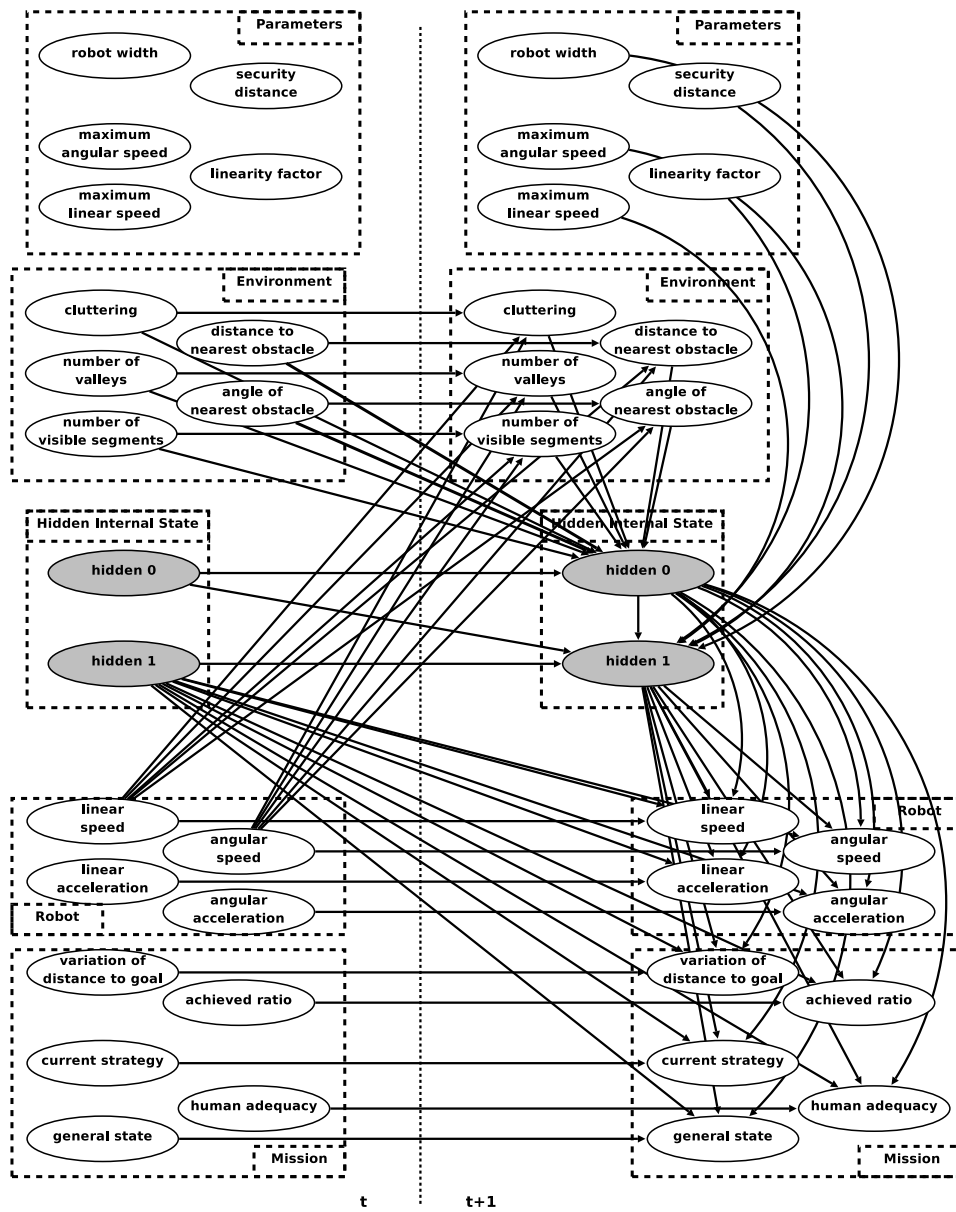 Parameters
robot width
security
distance
maximum
angular speed
linearity factor
maximum
linear speed
Environment
cluttering
distance to
nearest obstacle
number of
valleys
angle of
nearest obstacle
number of
visible segments
Hidden Internal State
hidden 0
hidden 1
linear
speed
angular
speed
linear
acceleration
angular
acceleration
Robot
variation of
distance to goal
achieved ratio
current strategy
human adequacy
general state
Mission
t
Parameters
robot width
security
distance
maximum
angular speed
linearity factor
maximum
linear speed
Environment
cluttering
distance to
nearest obstacle
number of
valleys
angle of
nearest obstacle
number of
visible segments
Hidden Internal State
hidden 0
hidden 1
linear
speed
Robot
angular
speed
linear
acceleration
angular
acceleration
variation of
distance to goal
achieved ratio
current strategy
human adequacy
general state
Mission
t+1